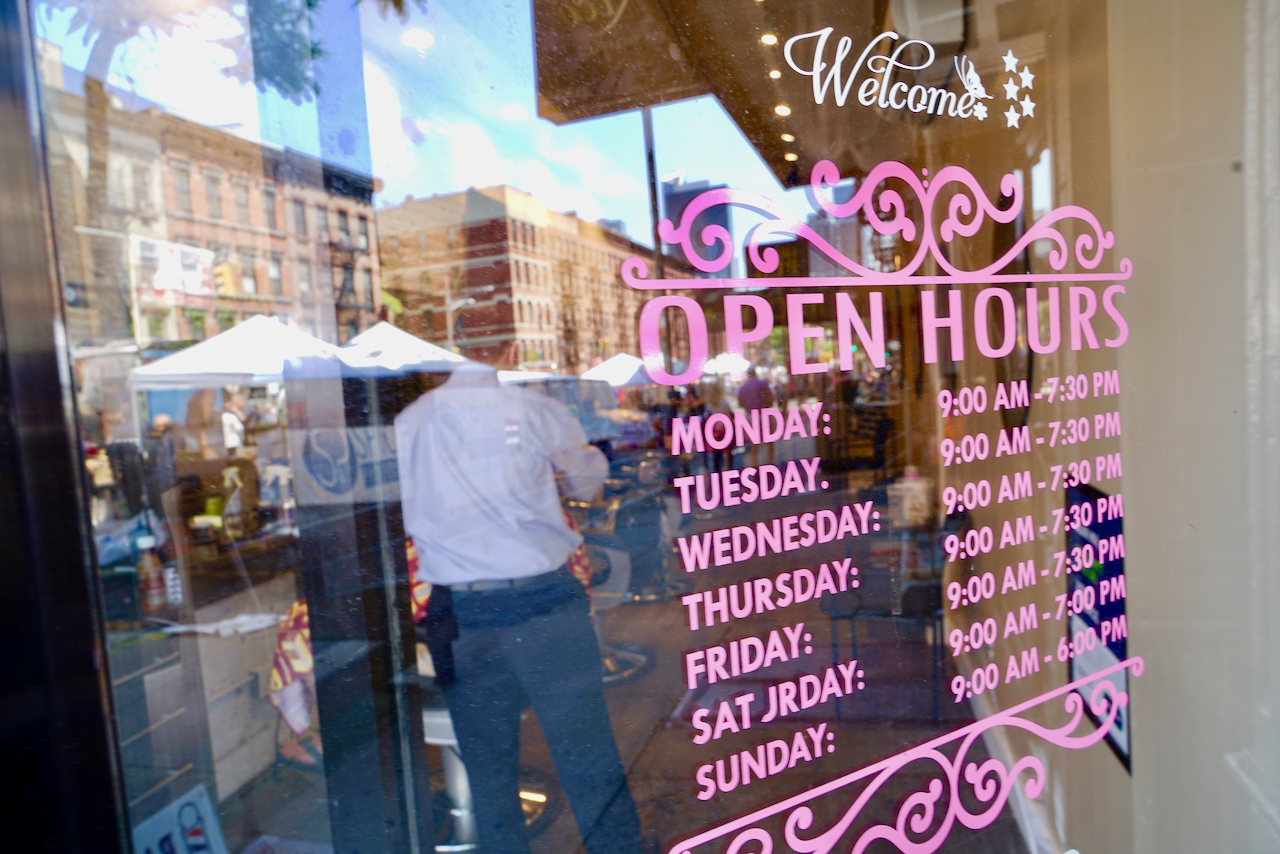 Welcome
OPEN HOURS
MONDAY: 9:00 AM - 7:30 PM
TUESDAY. 9:00 AM - 7:30 PM
WEDNESDAY: 9:00 AM - 7:30 PM
THURSDAY: 9:00 AM - 7:30 PM
FRIDAY: 9:00 AM - 7:30 PM
SAT JRDAY: 9:00 AM - 7:00 PM
SUNDAY: 9:00 AM - 6:00 PM